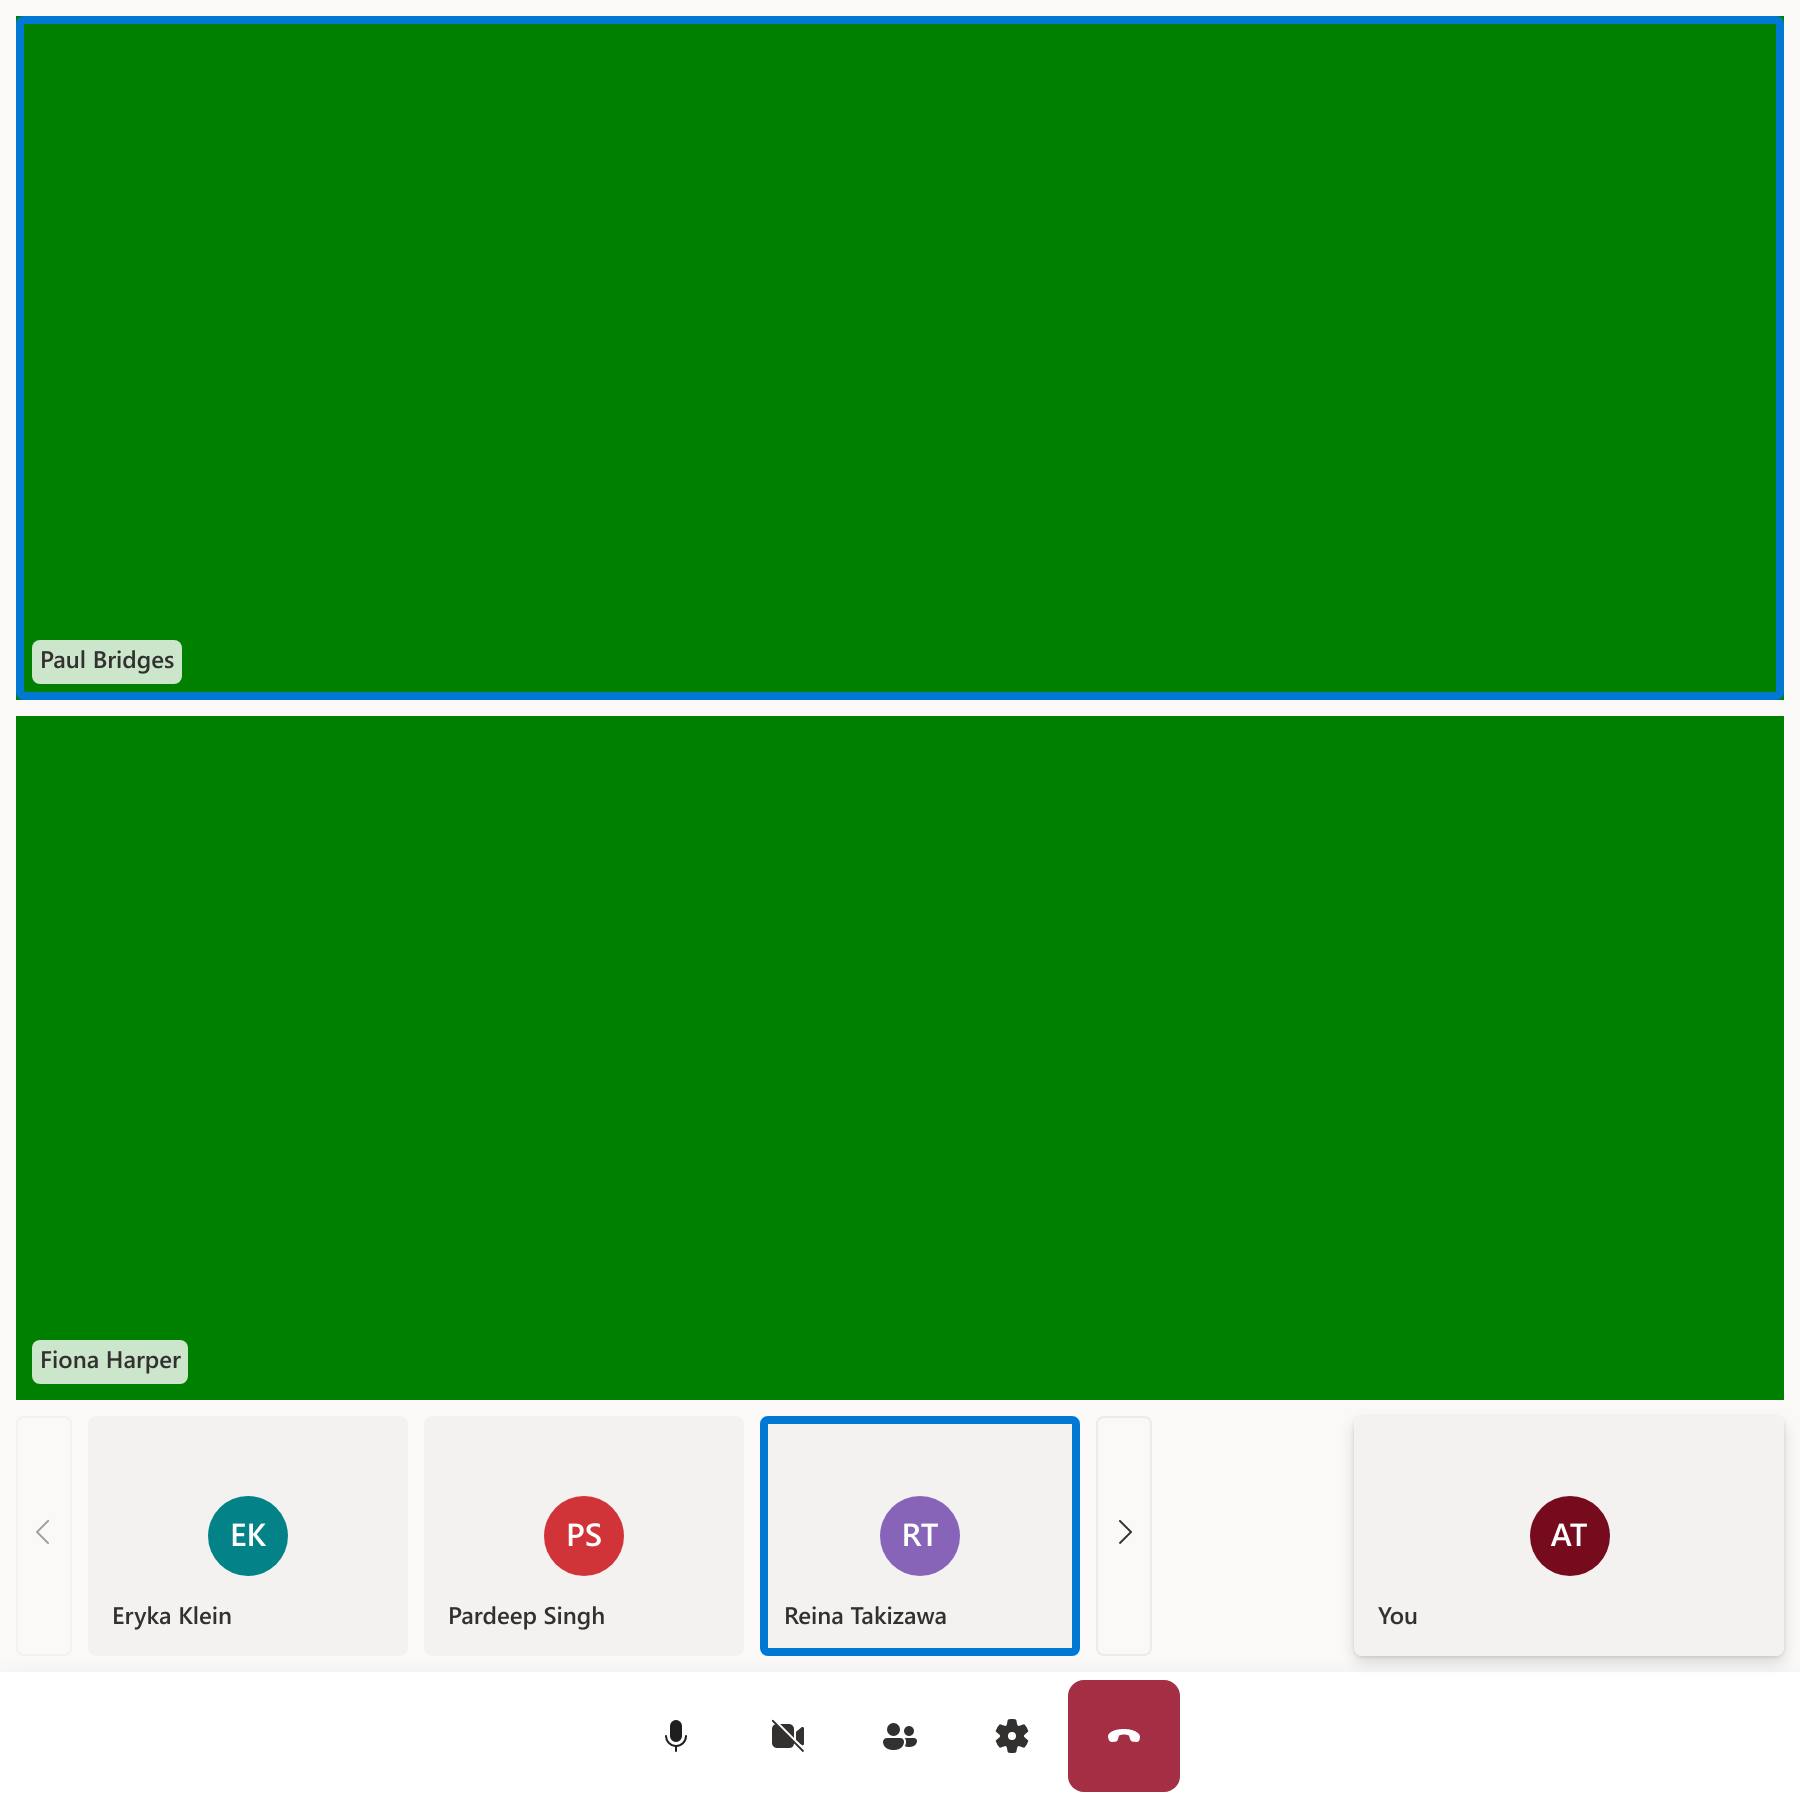 Paul Bridges
Fiona Harper
EK
Eryka Klein
PS
Pardeep Singh
RT
Reina Takizawa
AT
You